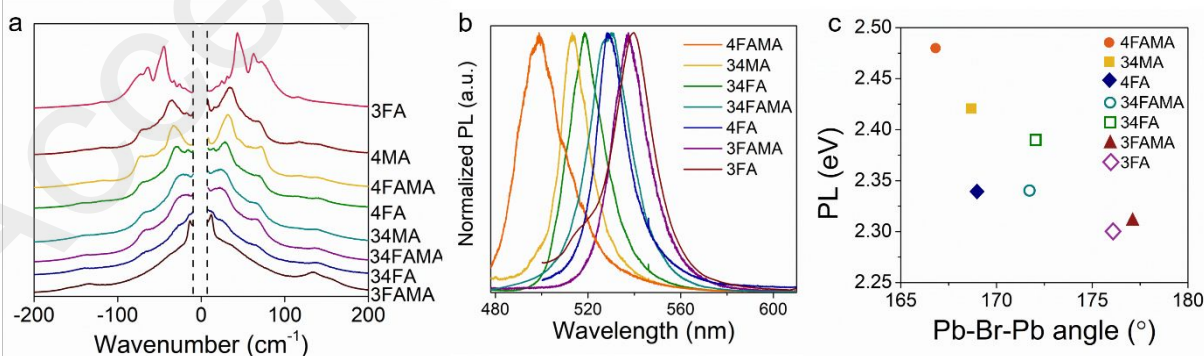 a
3FA
4MA
4FAMA
4FA
34MA
34FAMA
34FA
3FAMA
-200 -100 0 100 200
Wavenumber (cm⁻¹)
b
Normalized PL (a.u.)
4FAMA
34MA
34FA
34FAMA
4FA
3FAMA
3FA
480 520 560 600
Wavelength (nm)
c
PL (eV)
2.50
2.45
2.40
2.35
2.30
2.25
4FAMA
34MA
4FA
34FAMA
34FA
3FAMA
3FA
165 170 175 180
Pb-Br-Pb angle (°)
Acce